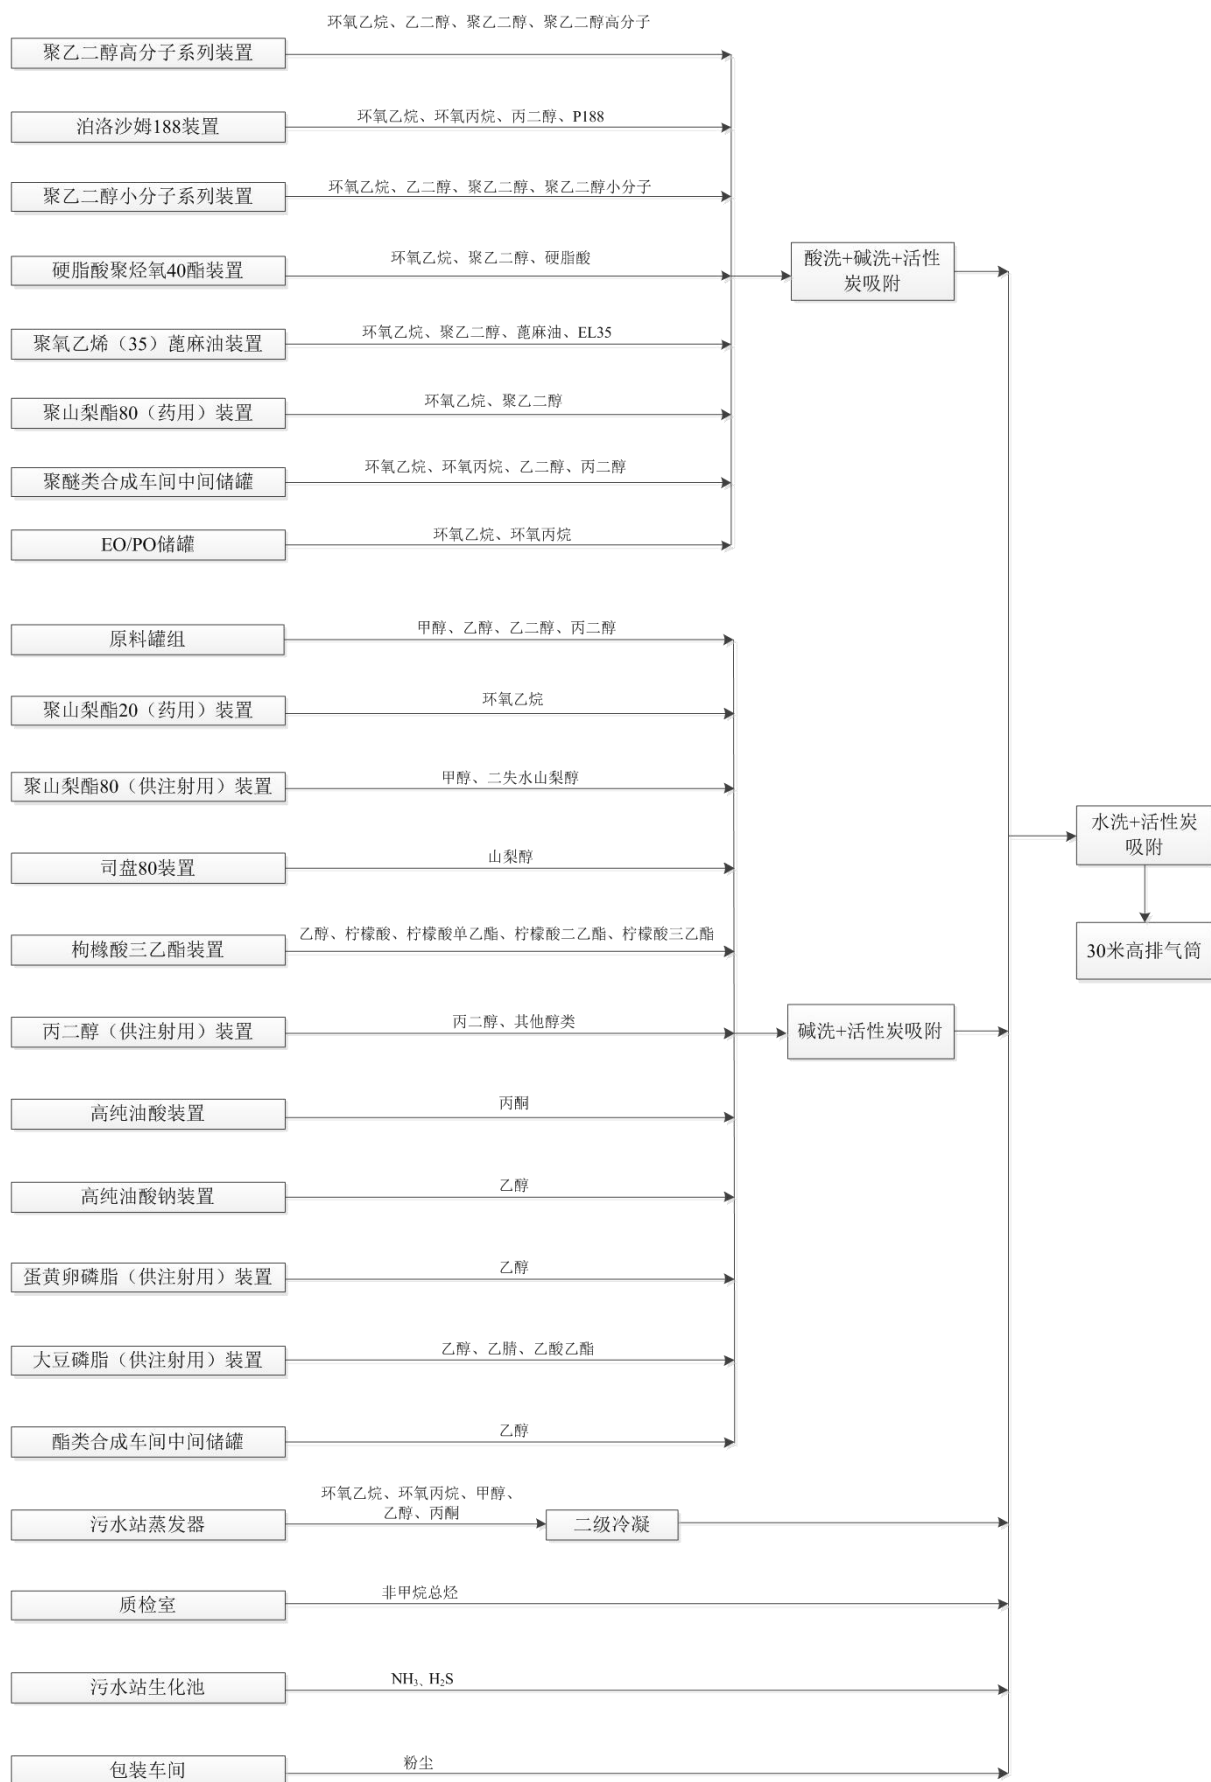 环氧乙烷、乙二醇、聚乙二醇、聚乙二醇高分子
聚乙二醇高分子系列装置
环氧乙烷、环氧丙烷、丙二醇、P188
泊洛沙姆188装置
环氧乙烷、乙二醇、聚乙二醇、聚乙二醇小分子
聚乙二醇小分子系列装置
环氧乙烷、聚乙二醇、硬脂酸
硬脂酸聚烃氧40酯装置
酸洗+碱洗+活性
炭吸附
环氧乙烷、聚乙二醇、蓖麻油、EL35
聚氧乙烯（35）蓖麻油装置
环氧乙烷、聚乙二醇
聚山梨酯80（药用）装置
环氧乙烷、环氧丙烷、乙二醇、丙二醇
聚醚类合成车间中间储罐
环氧乙烷、环氧丙烷
EO/PO储罐
甲醇、乙醇、乙二醇、丙二醇
原料罐组
环氧乙烷
聚山梨酯20（药用）装置
甲醇、二失水山梨醇
聚山梨酯80（供注射用）装置
水洗+活性炭
吸附
山梨醇
司盘80装置
乙醇、柠檬酸、柠檬酸单乙酯、柠檬酸二乙酯、柠檬酸三乙酯
枸橼酸三乙酯装置
30米高排气筒
丙二醇、其他醇类
丙二醇（供注射用）装置
碱洗+活性炭吸附
丙酮
高纯油酸装置
乙醇
高纯油酸钠装置
乙醇
蛋黄卵磷脂（供注射用）装置
乙醇、乙腈、乙酸乙酯
大豆磷脂（供注射用）装置
乙醇
酯类合成车间中间储罐
环氧乙烷、环氧丙烷、甲醇、
乙醇、丙酮
污水站蒸发器
二级冷凝
非甲烷总烃
质检室
NH₃、H₂S
污水站生化池
粉尘
包装车间